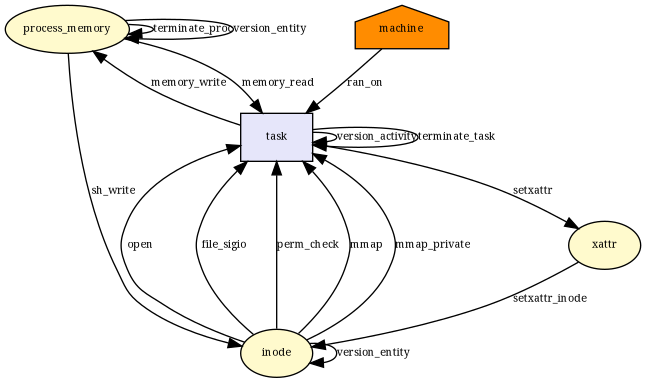 process_memory
terminate_proc
version_entity
machine
memory_write
memory_read
ran_on
task
version_activity
terminate_task
sh_write
setxattr
open
file_sigio
perm_check
mmap
mmap_private
xattr
setxattr_inode
inode
version_entity